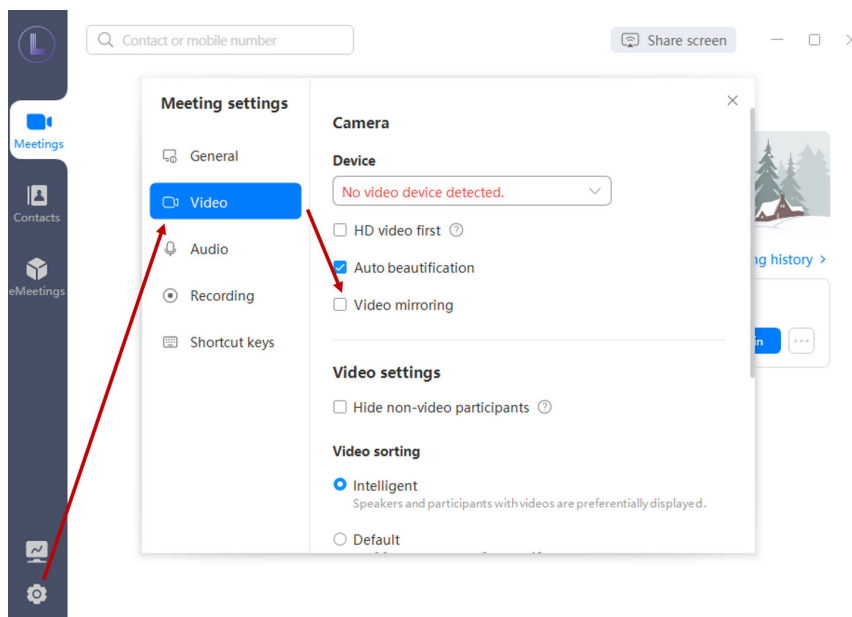 L
Contact or mobile number
Share screen
Meetings
Contacts
eMeetings
Meeting settings
General
Video
Audio
Recording
Shortcut keys
Camera
Device
No video device detected.
HD video first
Auto beautification
Video mirroring
Video settings
Hide non-video participants
Video sorting
Intelligent
Speakers and participants with videos are preferentially displayed.
Default
ng history >
in